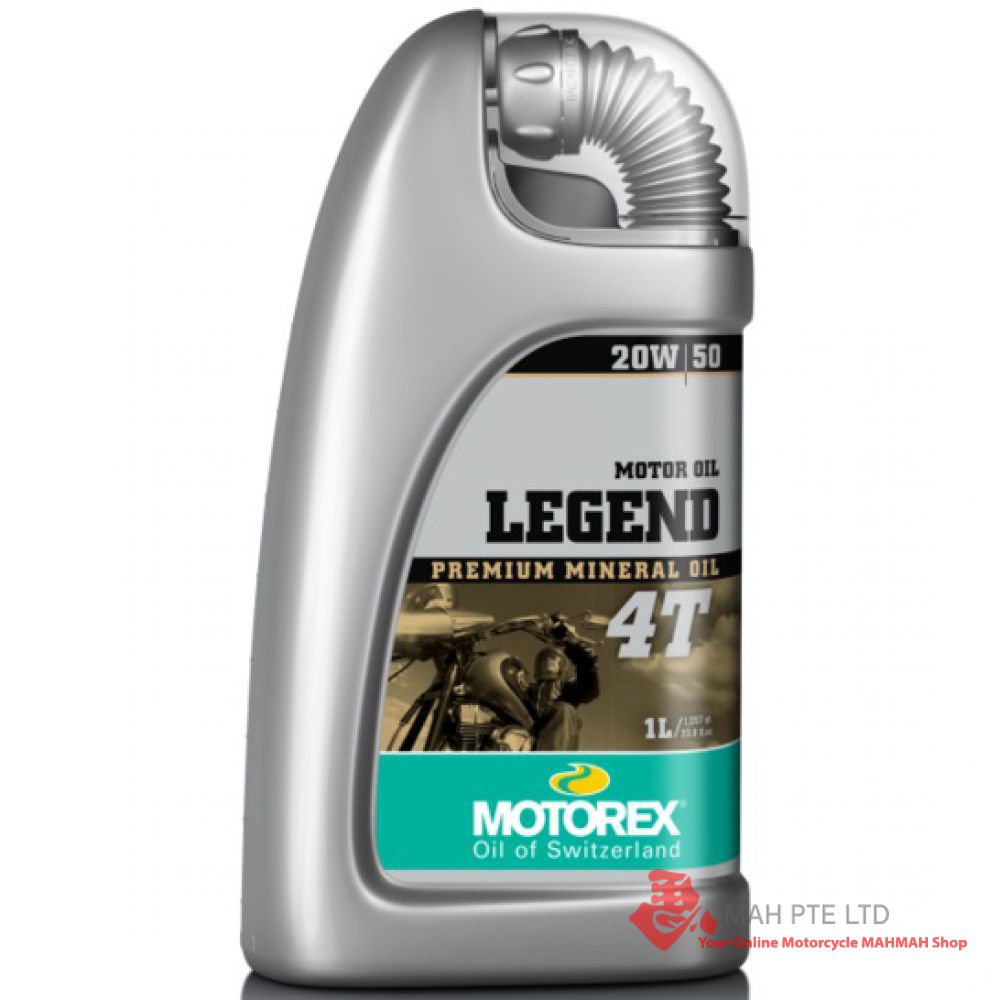 20W|50
MOTOR OIL
LEGEND
PREMIUM MINERAL OIL
4T
1L/
MOTOREX®
Oil of Switzerland
MAH PTE LTD
Your Online Motorcycle MAHMAH Shop